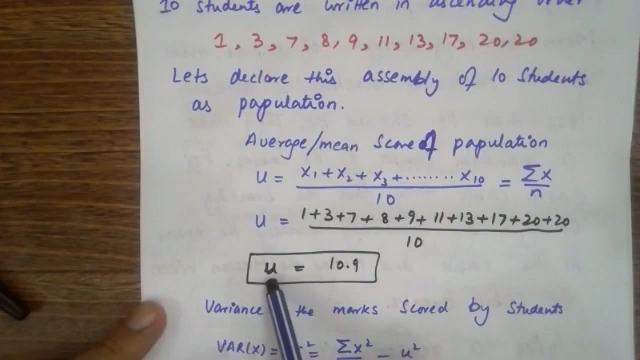 10 students are written in ascending order
1, 3, 7, 8, 9, 11, 13, 17, 20, 20
Lets declare this assembly of 10 students
as papulation.
Average/mean Score of papulation
u = x₁ + x₂ + x₃ + ........ x₁₀ / 10 = Σx / n
u = 1+3+7+8+9+11+13+17+20+20 / 10
u = 10.9
Variance the marks Scored by Students
VAR(X) = ² = Σx² - u²